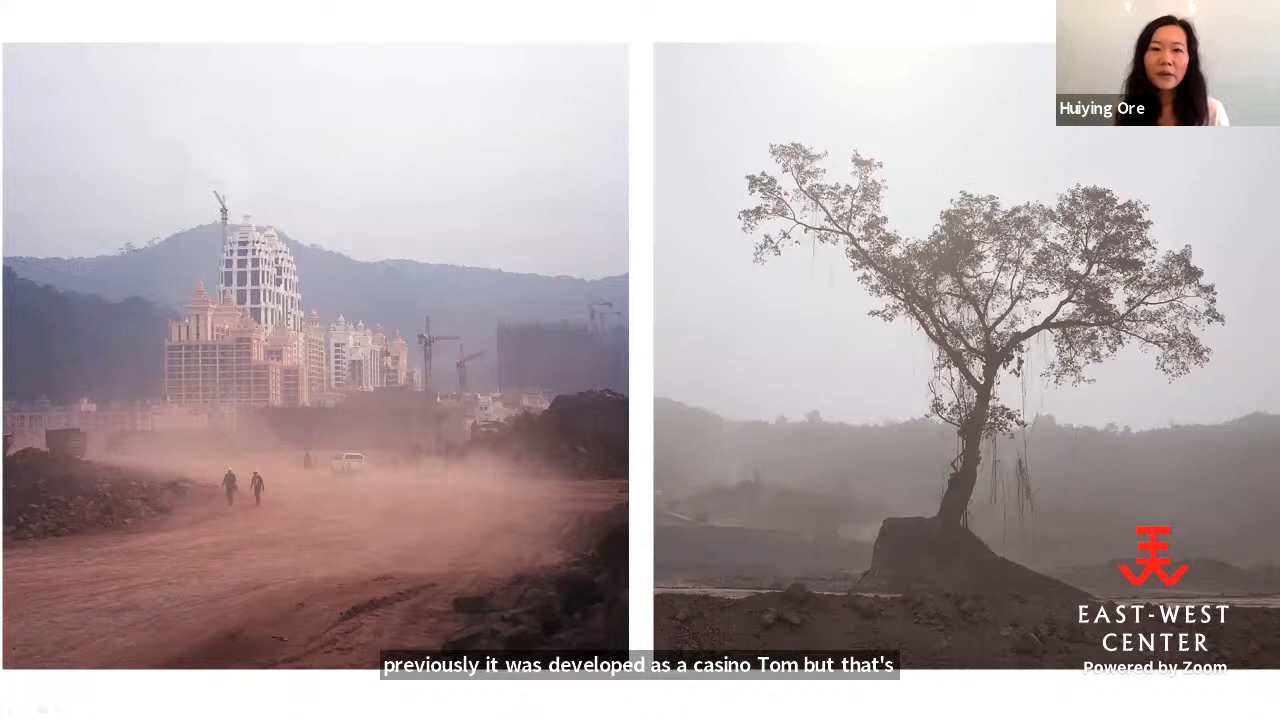 Huiying Ore
EAST-WEST
CENTER
previously it was developed as a casino Tom but that's
Powered by Zoom